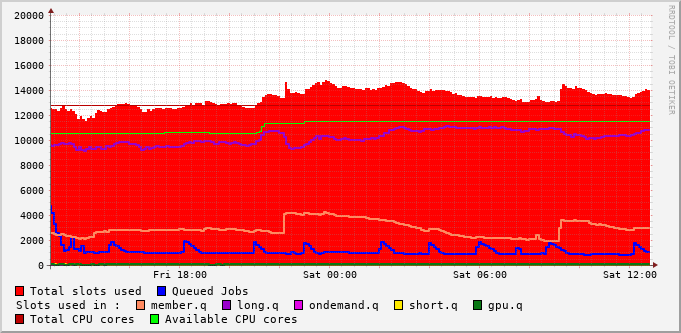 20000
18000
16000
14000
12000
10000
8000
6000
4000
2000
0
Fri 18:00 Sat 00:00 Sat 06:00 Sat 12:00
Total slots used Queued Jobs
Slots used in : member.q long.q ondemand.q short.q gpu.q
Total CPU cores Available CPU cores
RRDTOOL / TOBI OETIKER